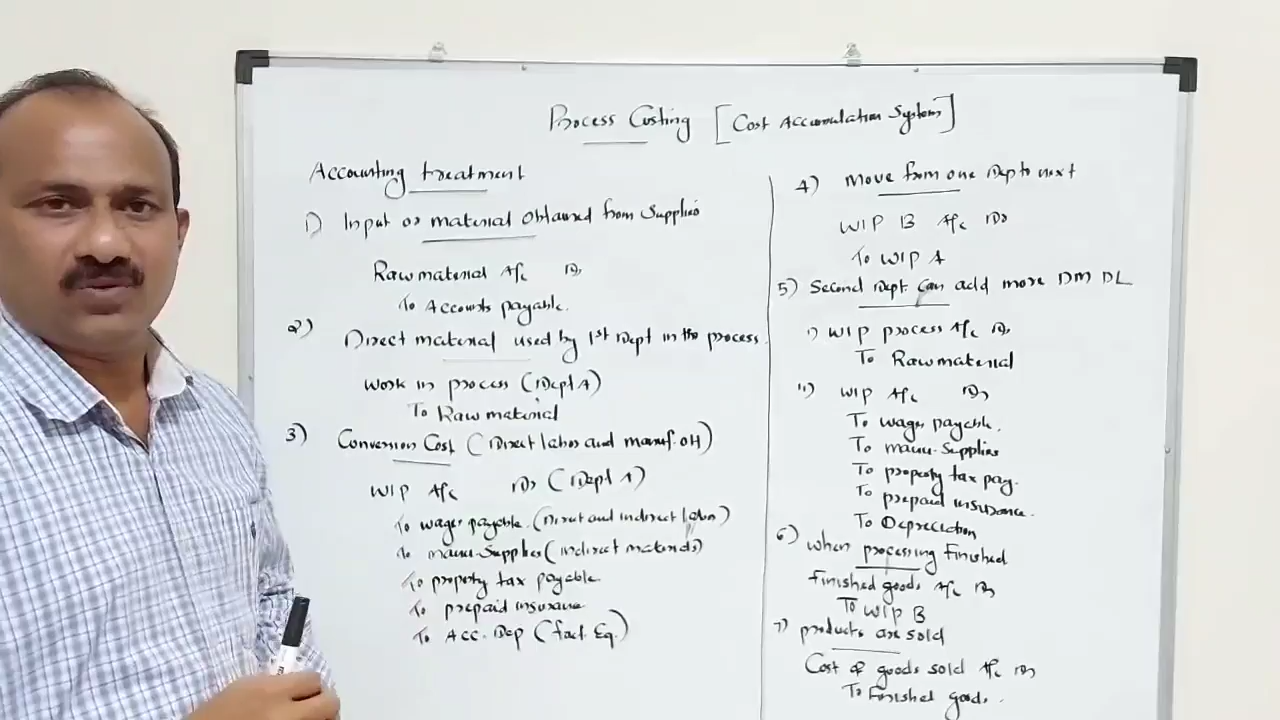 Process Costing [Cost Accumulation System]
Accounting treatment
1) Input or material Obtained from Supplier
Raw material A/c Dr
To Accounts payable.
2) Direct material used by 1st Dept in the process.
Work in process (Dept A)
To Raw material
3) Conversion Cost (Direct labor and manuf. OH)
WIP A/c Dr (Dept A)
To wages payable. (Direct and indirect labor)
To manu. Supplies (indirect materials)
To property tax payable
To prepaid insurance
To Acc. Dep (fact. Eq.)
4) Move from one Dept to next
WIP B A/c Dr
To WIP A
5) Second Dept Can add more DM DL
i) WIP process A/c Dr
To Raw material
ii) WIP A/c Dr
To wages payable.
To manu. Supplies
To property tax pay.
To prepaid insurance.
To Depreciation
6) when processing Finished
Finished goods A/c Dr
To WIP B
7) products are sold
Cost of goods sold A/c Dr
To Finished goods.